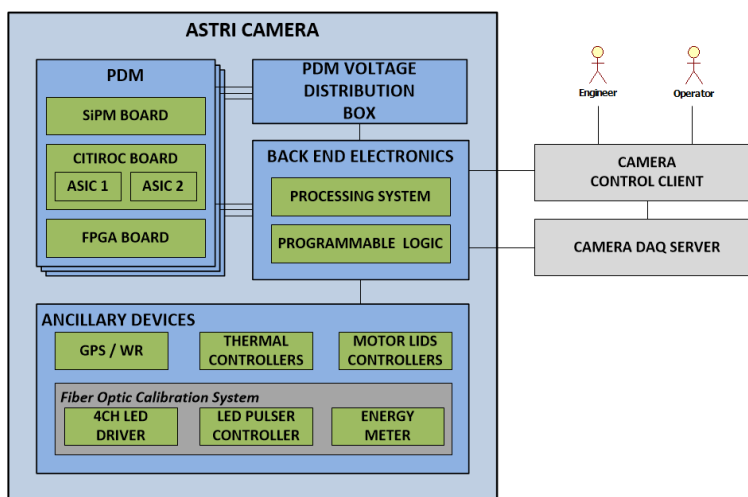 ASTRI CAMERA
PDM
SiPM BOARD
CITIROC BOARD
ASIC 1
ASIC 2
FPGA BOARD
PDM VOLTAGE
DISTRIBUTION
BOX
BACK END ELECTRONICS
PROCESSING SYSTEM
PROGRAMMABLE LOGIC
Engineer
Operator
CAMERA
CONTROL CLIENT
CAMERA DAQ SERVER
ANCILLARY DEVICES
GPS / WR
THERMAL
CONTROLLERS
MOTOR LIDS
CONTROLLERS
Fiber Optic Calibration System
4CH LED
DRIVER
LED PULSER
CONTROLLER
ENERGY
METER